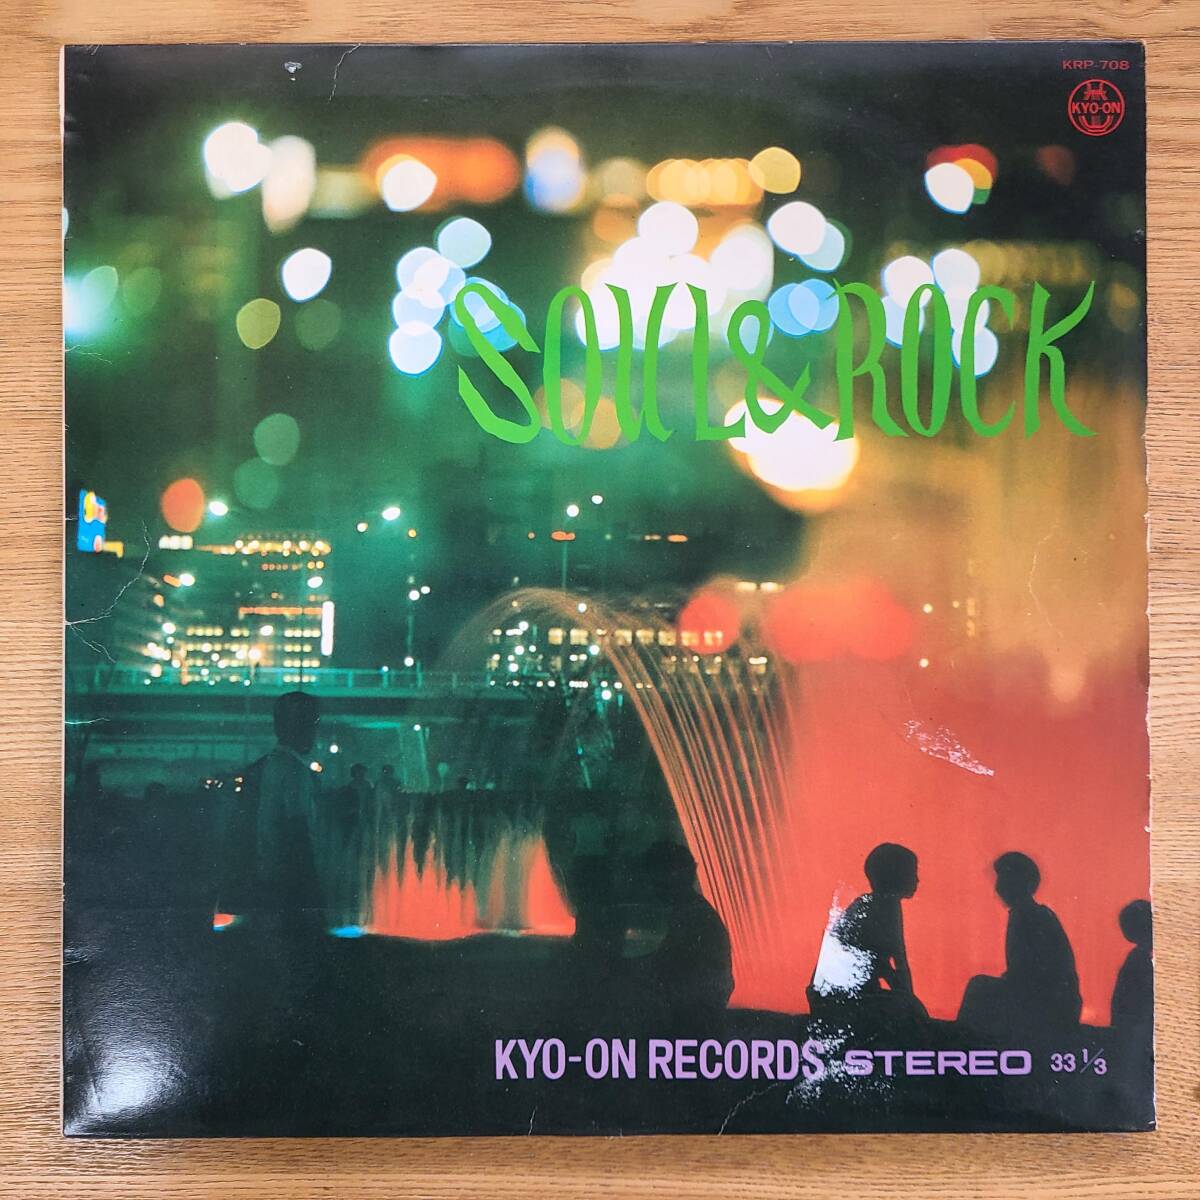 KRP-708
KYO-ON
SOUL&ROCK
KYO-ON RECORDS STEREO 33 1/3